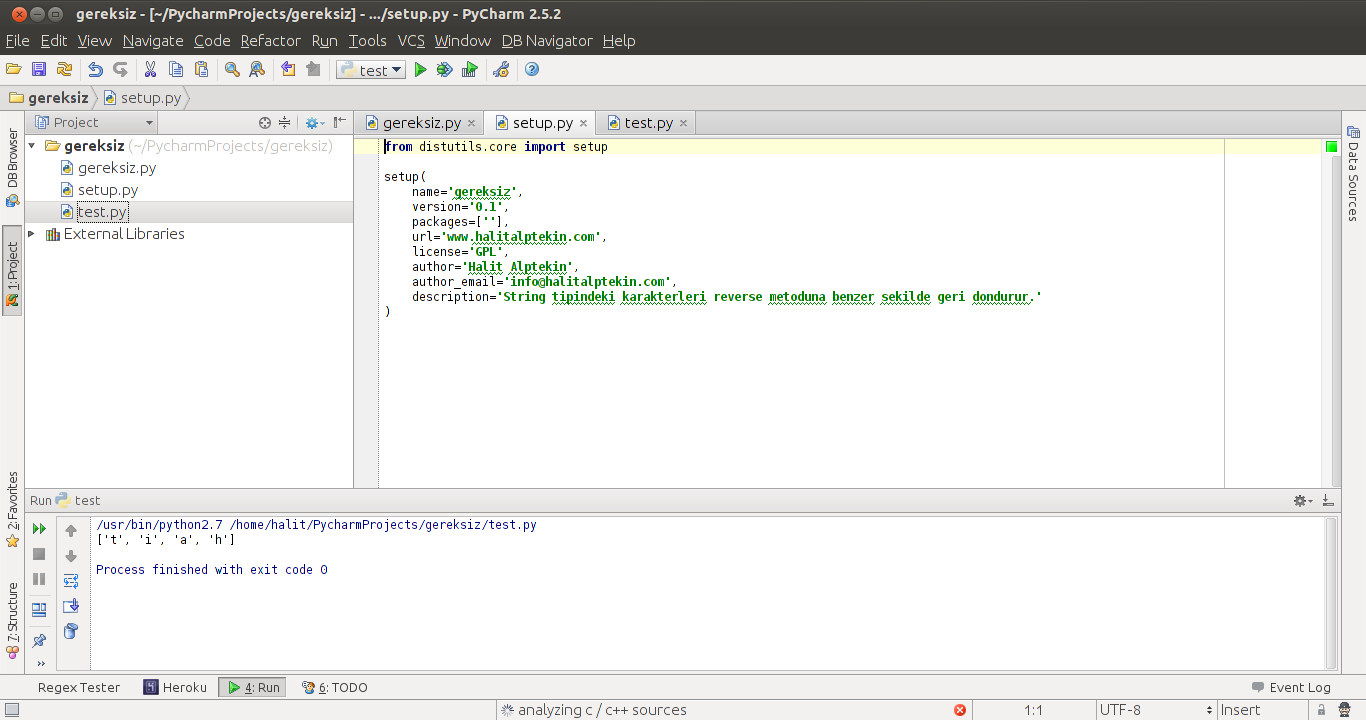 gereksiz - [~/PycharmProjects/gereksiz] - .../setup.py - PyCharm 2.5.2
File Edit View Navigate Code Refactor Run Tools VCS Window DB Navigator Help
test
gereksiz setup.py
Project
gereksiz.py setup.py test.py
DB Browser
1: Project
2: Favorites
7: Structure
gereksiz (~/PycharmProjects/gereksiz)
gereksiz.py
setup.py
test.py
External Libraries
from distutils.core import setup
setup(
name='gereksiz',
version='0.1',
packages=[''],
url='www.halitalptekin.com',
license='GPL',
author='Halit Alptekin',
author_email='info@halitalptekin.com',
description='String tipindeki karakterleri reverse metoduna benzer sekilde geri dondurur.'
)
Data Sources
Run test
/usr/bin/python2.7 /home/halit/PycharmProjects/gereksiz/test.py
['t', 'i', 'a', 'h']
Process finished with exit code 0
Regex Tester Heroku 4: Run 6: TODO Event Log
analyzing c / c++ sources 1:1 UTF-8 Insert